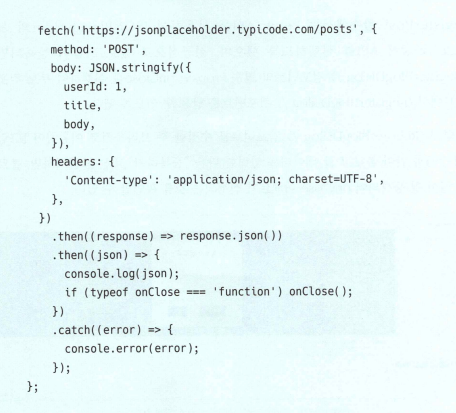 fetch('https://jsonplaceholder.typicode.com/posts', {
  method: 'POST',
  body: JSON.stringify({
    userId: 1,
    title,
    body,
  }),
  headers: {
    'Content-type': 'application/json; charset=UTF-8',
  },
})
  .then((response) => response.json())
  .then((json) => {
    console.log(json);
    if (typeof onClose === 'function') onClose();
  })
  .catch((error) => {
    console.error(error);
  });
};